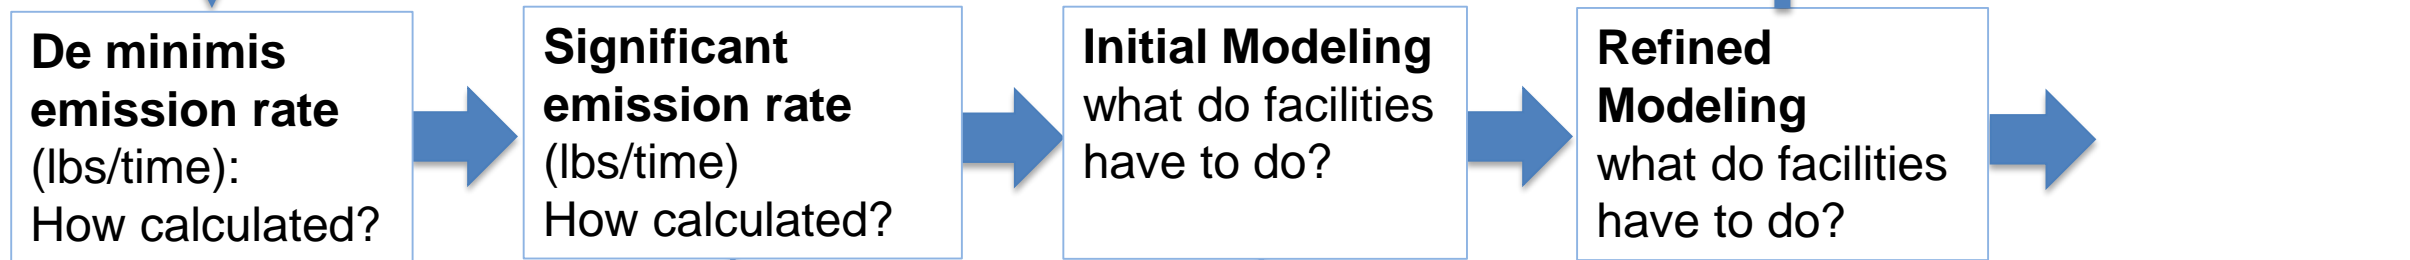 De minimis
emission rate
(lbs/time):
How calculated?
Significant
emission rate
(lbs/time)
How calculated?
Initial Modeling
what do facilities
have to do?
Refined
Modeling
what do facilities
have to do?